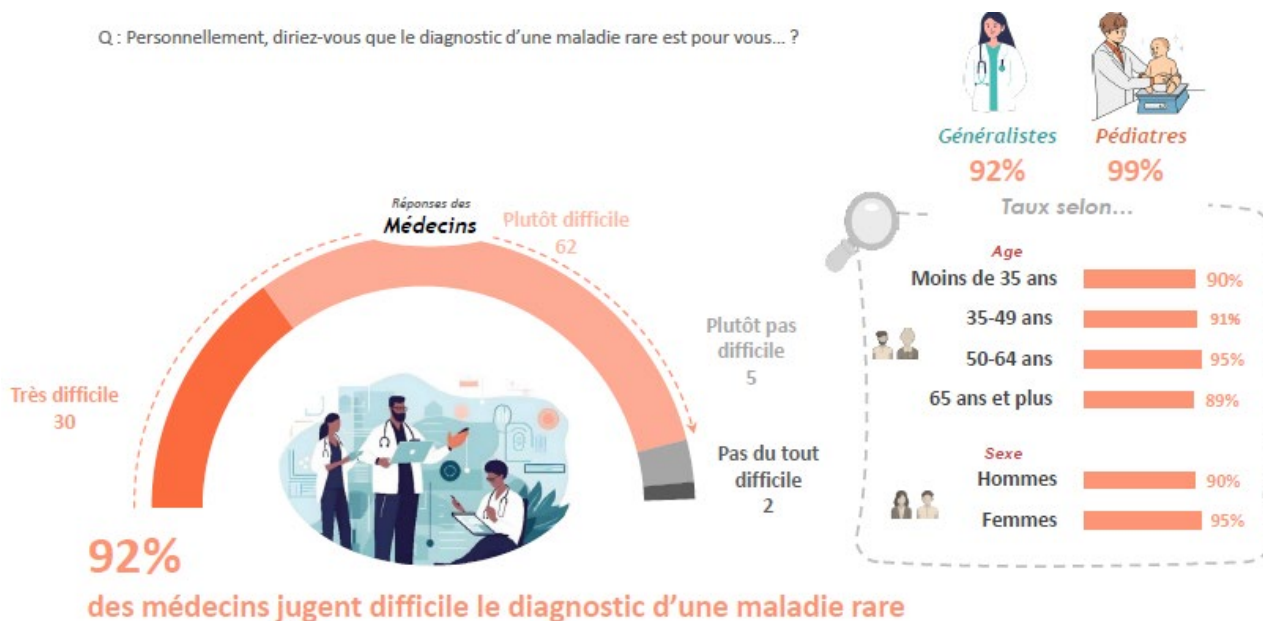 Q : Personnellement, diriez-vous que le diagnostic d’une maladie rare est pour vous… ?
Généralistes
92%
Pédiatres
99%
Réponses des
Médecins
Très difficile
30
Plutôt difficile
62
Plutôt pas
difficile
5
Pas du tout
difficile
2
92%
des médecins jugent difficile le diagnostic d’une maladie rare
Taux selon...
Age
Moins de 35 ans 90%
35-49 ans 91%
50-64 ans 95%
65 ans et plus 89%
Sexe
Hommes 90%
Femmes 95%